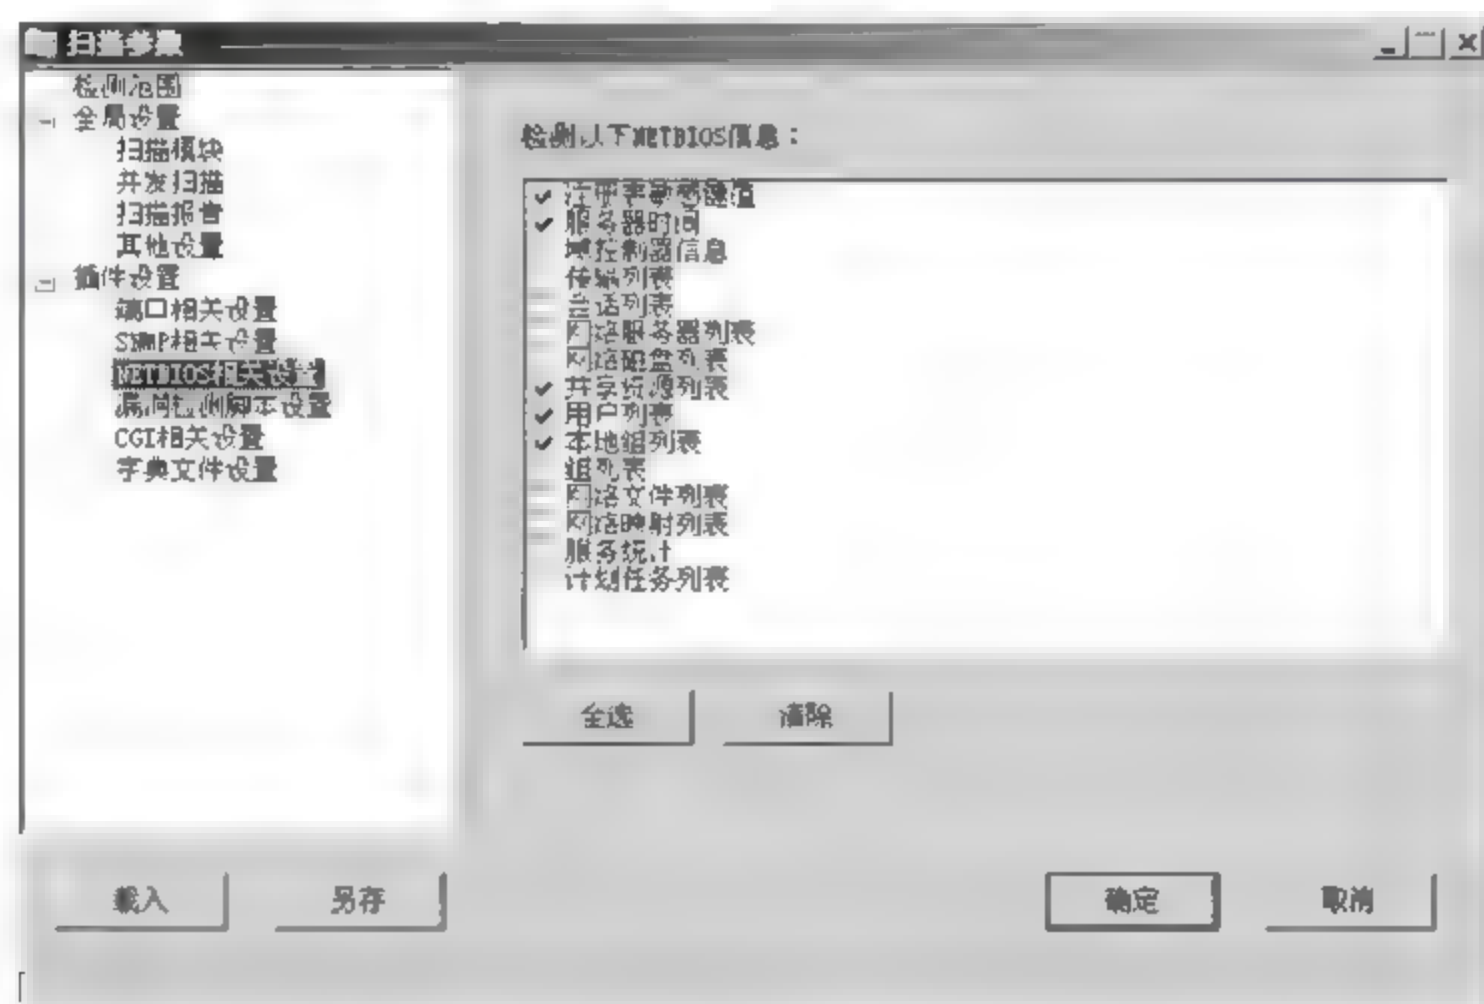 扫描参数
检测范围
全局设置
扫描模块
并发扫描
扫描报告
其他设置
插件设置
端口相关设置
SNMP相关设置
NETBIOS相关设置
漏洞检测脚本设置
CGI相关设置
字典文件设置
载入
另存
检测以下NETBIOS信息：
注册表敏感键值
服务器时间
域控制器信息
传输列表
会话列表
网络服务器列表
网络磁盘列表
共享资源列表
用户列表
本地组列表
组列表
网络文件列表
网络映射列表
服务统计
计划任务列表
全选
清除
确定
取消